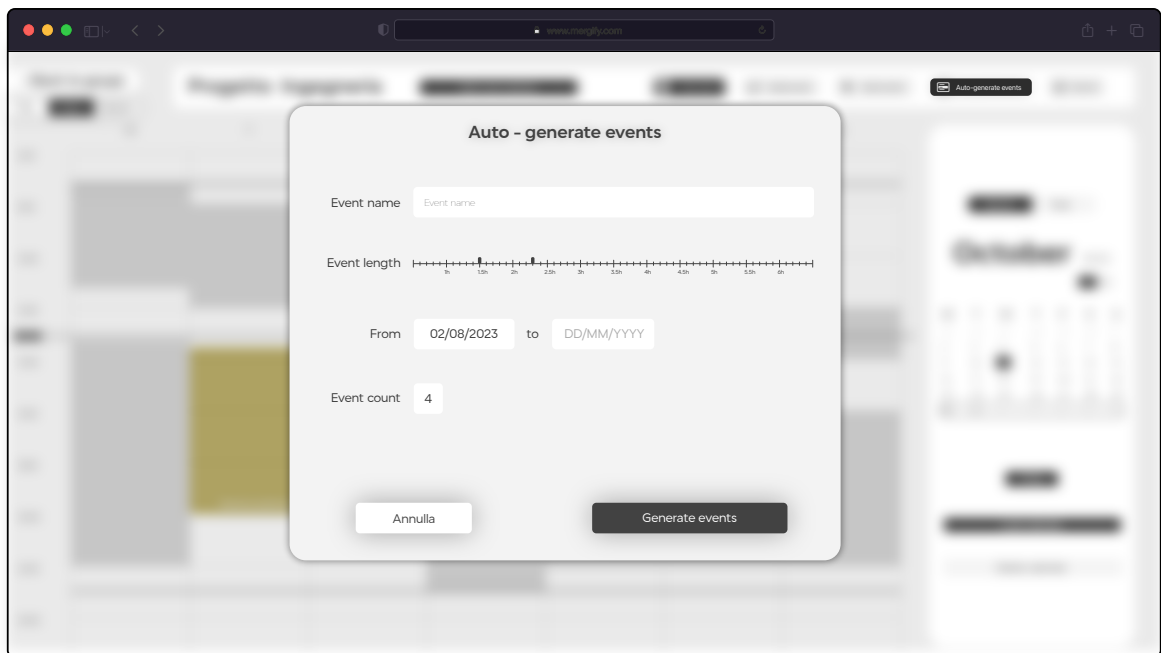 www.mergify.com
Auto-generate events
Auto - generate events
Event name Event name
Event length
1h 1.5h 2h 2.5h 3h 3.5h 4h 4.5h 5h 5.5h 6h
From 02/08/2023 to DD/MM/YYYY
Event count 4
Annulla Generate events
Progetto Ingegneria
October